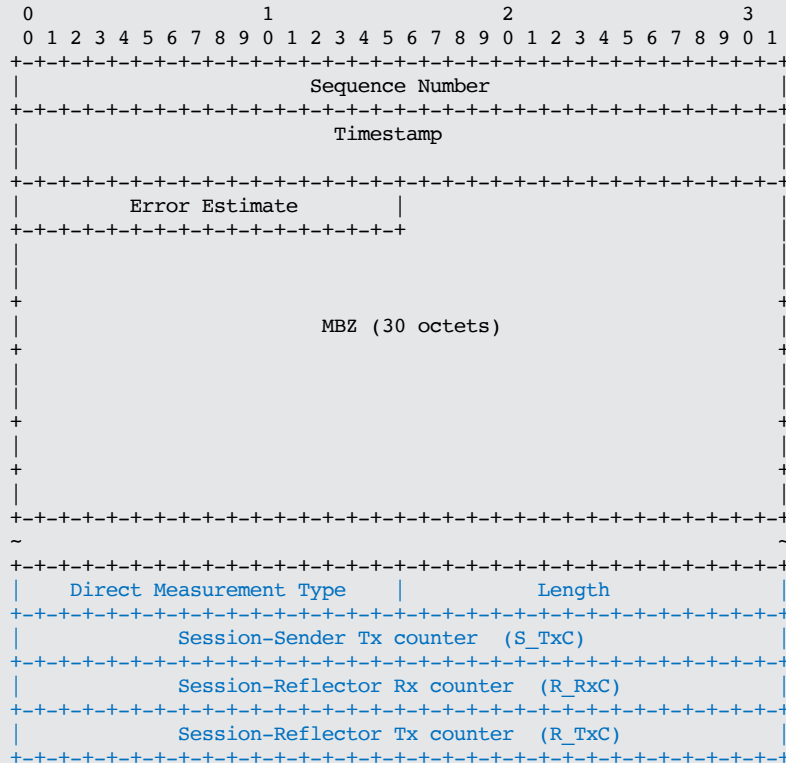 0                   1                   2                   3
 0 1 2 3 4 5 6 7 8 9 0 1 2 3 4 5 6 7 8 9 0 1 2 3 4 5 6 7 8 9 0 1
+-+-+-+-+-+-+-+-+-+-+-+-+-+-+-+-+-+-+-+-+-+-+-+-+-+-+-+-+-+-+-+-+
|                        Sequence Number                        |
+-+-+-+-+-+-+-+-+-+-+-+-+-+-+-+-+-+-+-+-+-+-+-+-+-+-+-+-+-+-+-+-+
|                          Timestamp                            |
|                                                               |
+-+-+-+-+-+-+-+-+-+-+-+-+-+-+-+-+-+-+-+-+-+-+-+-+-+-+-+-+-+-+-+-+
|         Error Estimate        |                               |
+-+-+-+-+-+-+-+-+-+-+-+-+-+-+-+-+                               |
|                                                               |
|                                                               |
+                                                               +
|                         MBZ (30 octets)                       |
+                                                               +
|                                                               |
|                                                               |
+                                                               +
|                                                               |
+                                                               +
|                                                               |
+-+-+-+-+-+-+-+-+-+-+-+-+-+-+-+-+-+-+-+-+-+-+-+-+-+-+-+-+-+-+-+-+
~                                                               ~
+-+-+-+-+-+-+-+-+-+-+-+-+-+-+-+-+-+-+-+-+-+-+-+-+-+-+-+-+-+-+-+-+
|    Direct Measurement Type    |           Length              |
+-+-+-+-+-+-+-+-+-+-+-+-+-+-+-+-+-+-+-+-+-+-+-+-+-+-+-+-+-+-+-+-+
|             Session-Sender Tx counter  (S_TxC)                |
+-+-+-+-+-+-+-+-+-+-+-+-+-+-+-+-+-+-+-+-+-+-+-+-+-+-+-+-+-+-+-+-+
|             Session-Reflector Rx counter  (R_RxC)             |
+-+-+-+-+-+-+-+-+-+-+-+-+-+-+-+-+-+-+-+-+-+-+-+-+-+-+-+-+-+-+-+-+
|             Session-Reflector Tx counter  (R_TxC)             |
+-+-+-+-+-+-+-+-+-+-+-+-+-+-+-+-+-+-+-+-+-+-+-+-+-+-+-+-+-+-+-+-+